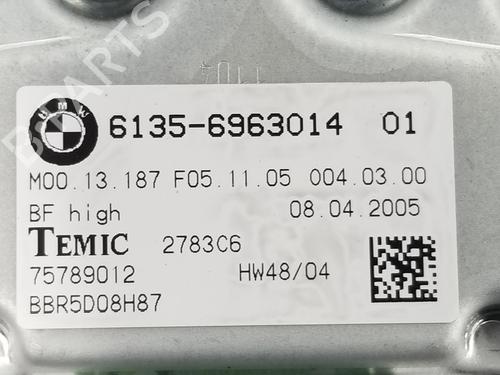 BMW
6135-6963014 01
M00.13.187 F05.11.05 004.03.00
BF high 08.04.2005
TEMIC 2783C6
75789012 HW48/04
BBR5D08H87